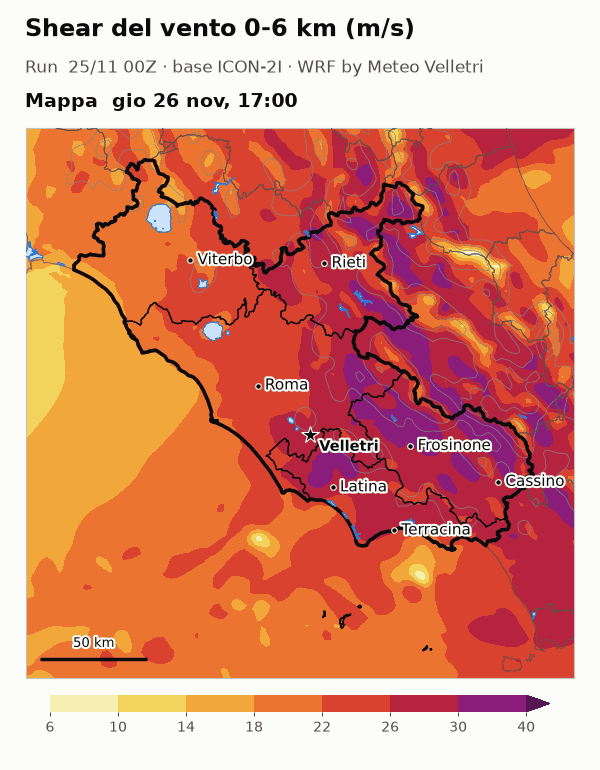 Shear del vento 0-6 km (m/s)
Run  25/11 00Z · base ICON-2I · WRF by Meteo Velletri
Mappa  gio 26 nov, 17:00
Viterbo
Rieti
Roma
Velletri
Frosinone
Latina
Cassino
Terracina
50 km
6 10 14 18 22 26 30 40